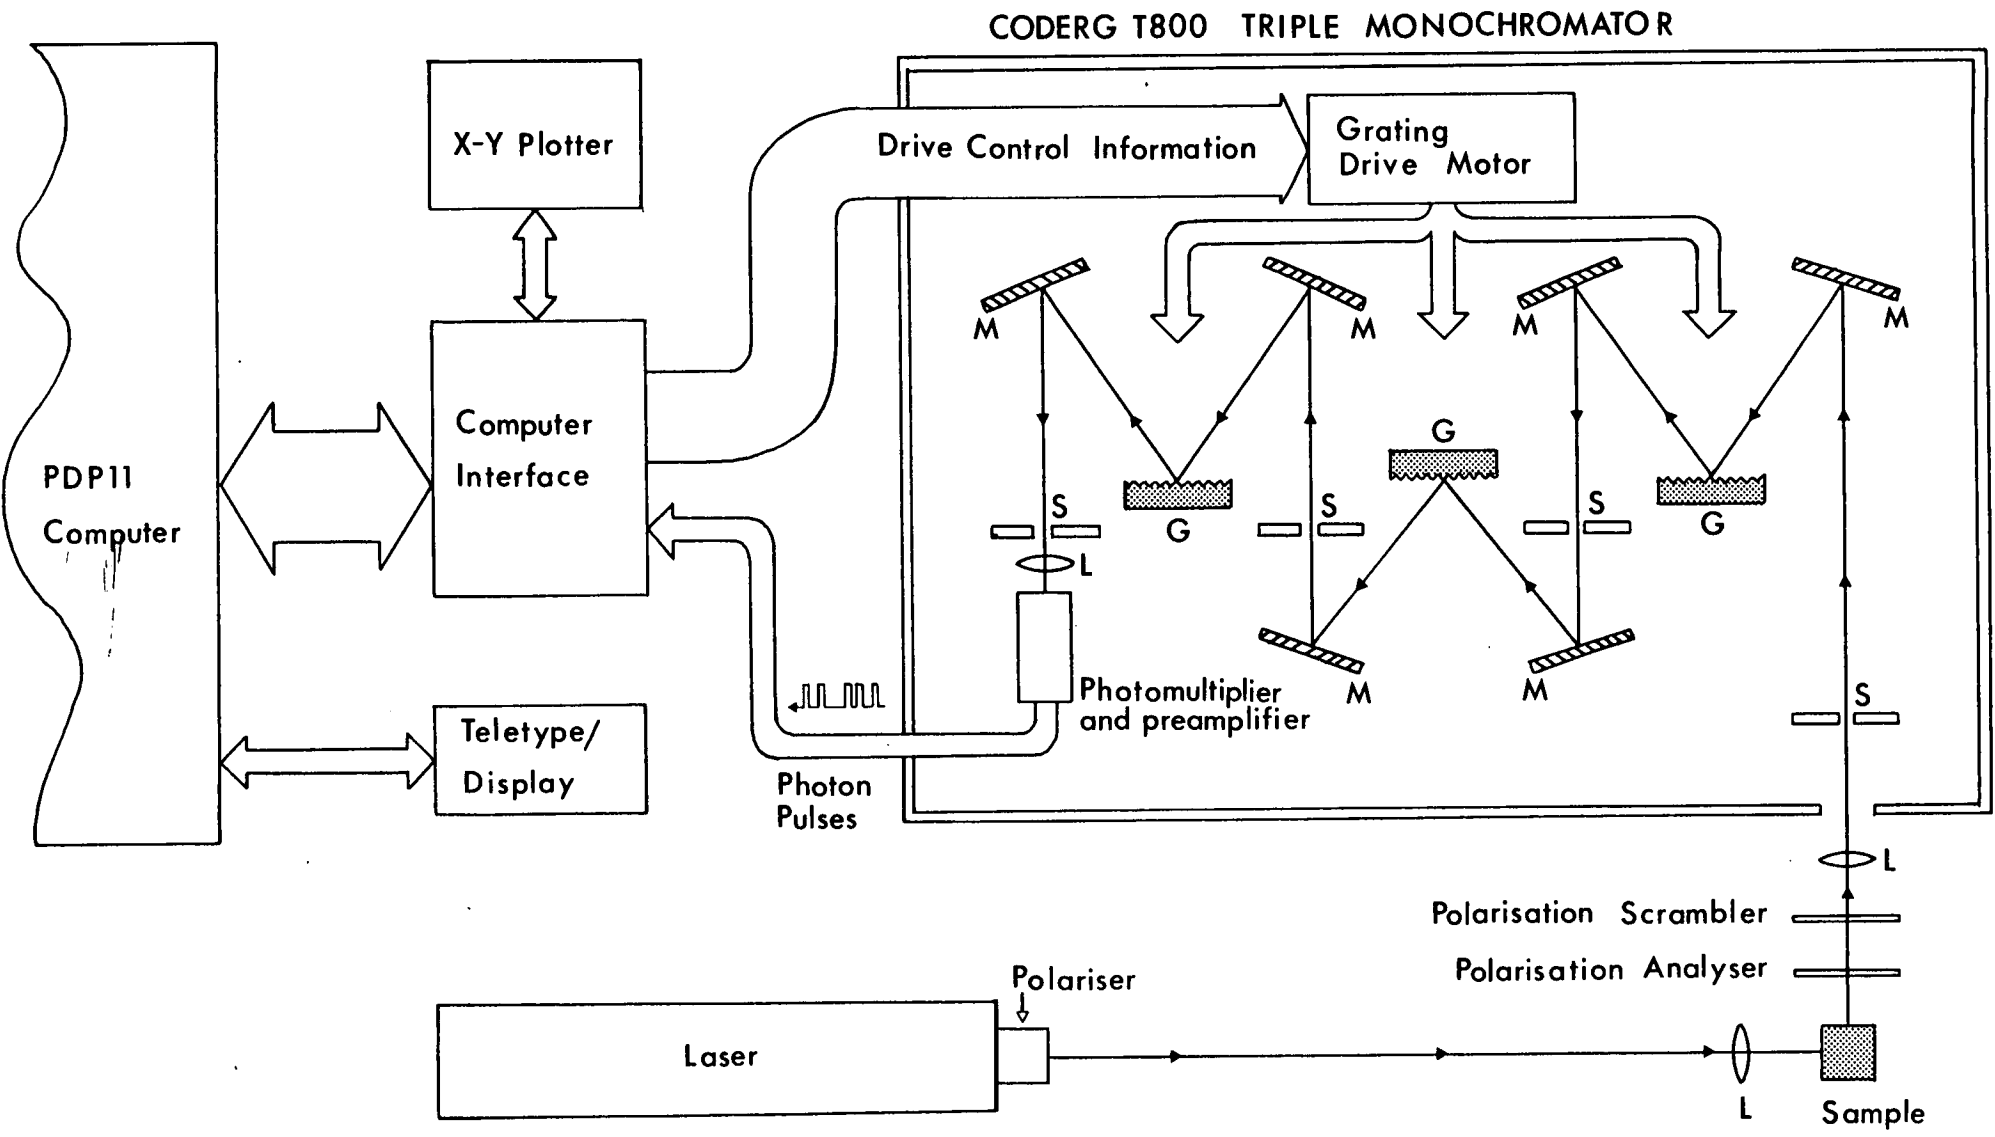 CODERG T800 TRIPLE MONOCHROMATOR
X-Y Plotter
Drive Control Information
Grating
Drive Motor
M
M
M
M
Computer
Interface
PDP11
Computer
G
G
G
S
S
S
L
M
M
S
Photomultiplier
and preamplifier
Teletype/
Display
Photon
Pulses
L
Polarisation Scrambler
Polarisation Analyser
Polariser
Laser
L
Sample